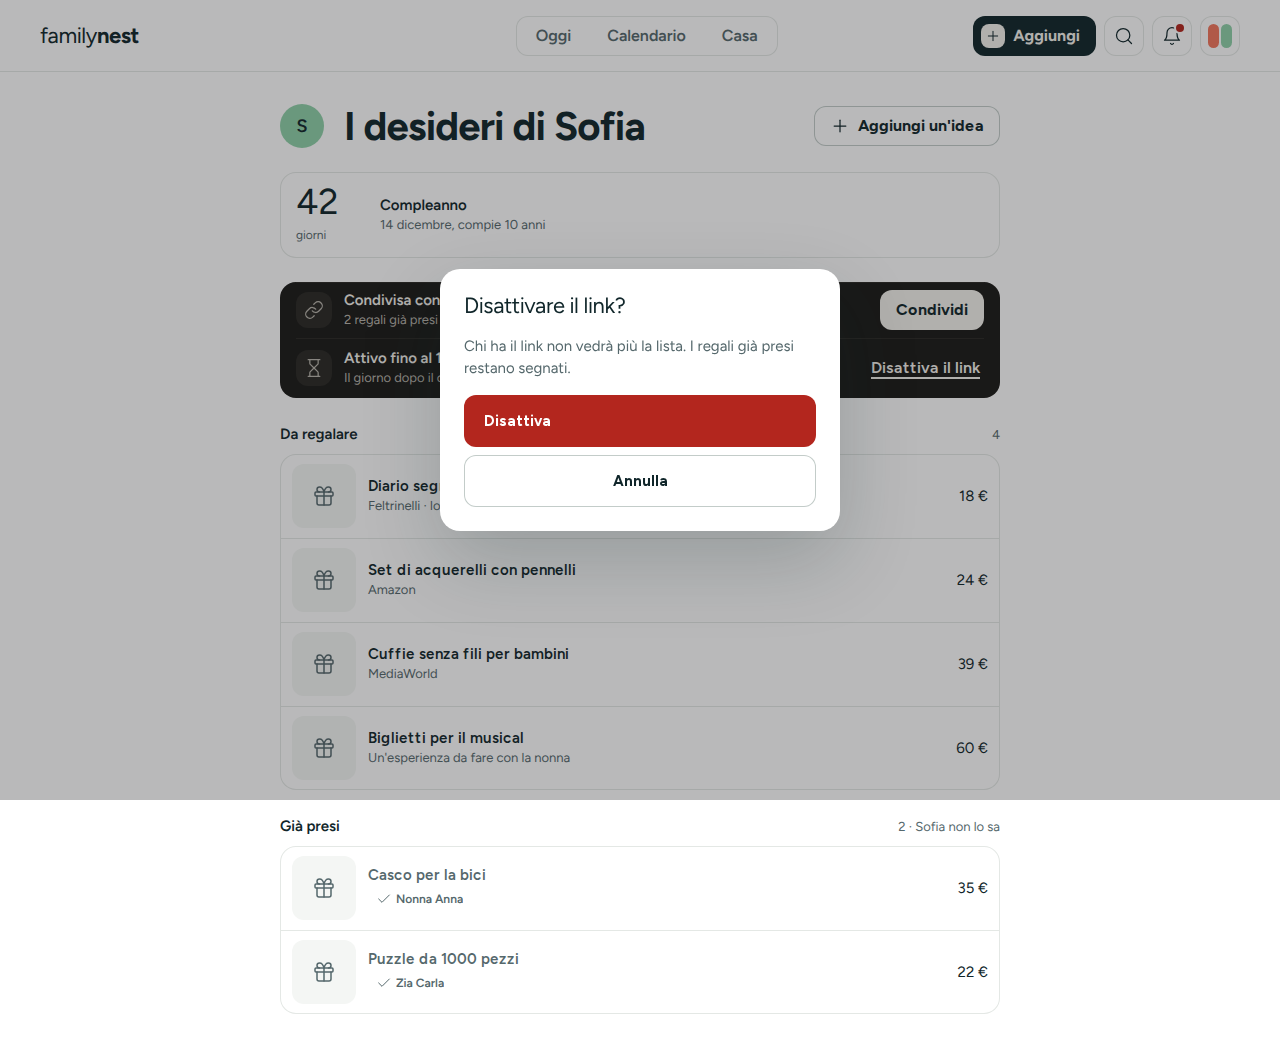 familynest
Oggi
Calendario
Casa
Aggiungi
S
I desideri di Sofia
Aggiungi un'idea
42
giorni
Compleanno
14 dicembre, compie 10 anni
Condivisa con
2 regali già presi
Condividi
Attivo fino al 1
Il giorno dopo il
Disattiva il link
Disattivare il link?
Chi ha il link non vedrà più la lista. I regali già presi
restano segnati.
Disattiva
Annulla
Da regalare
4
Diario seg
Feltrinelli ·
18 €
Set di acquerelli con pennelli
Amazon
24 €
Cuffie senza fili per bambini
MediaWorld
39 €
Biglietti per il musical
Un'esperienza da fare con la nonna
60 €
Già presi
2 · Sofia non lo sa
Casco per la bici
Nonna Anna
35 €
Puzzle da 1000 pezzi
Zia Carla
22 €